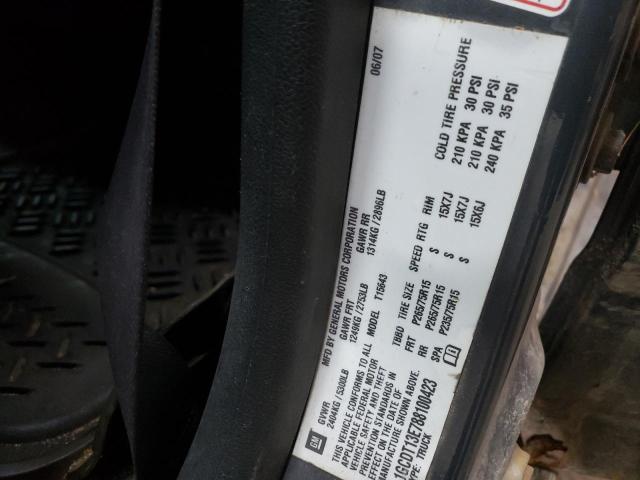 MFD BY GENERAL MOTORS CORPORATION 06/07
GVWR GAWR FRT GAWR RR
2404KG / 5300LB 1249KG / 2753LB 1314KG / 2896LB
THIS VEHICLE CONFORMS TO ALL
APPLICABLE FEDERAL MOTOR
VEHICLE SAFETY AND THEFT
PREVENTION STANDARDS IN
EFFECT ON THE DATE OF
MANUFACTURE SHOWN ABOVE.
1GCDT13E788100423
TYPE: TRUCK
MODEL T15643
TBBD TIRE SIZE SPEED RTG RIM COLD TIRE PRESSURE
FRT P265/75R15 S 15X7J 210 KPA 30 PSI
RR P265/75R15 S 15X7J 210 KPA 30 PSI
SPA P235/75R15 S 15X6J 240 KPA 35 PSI
GM